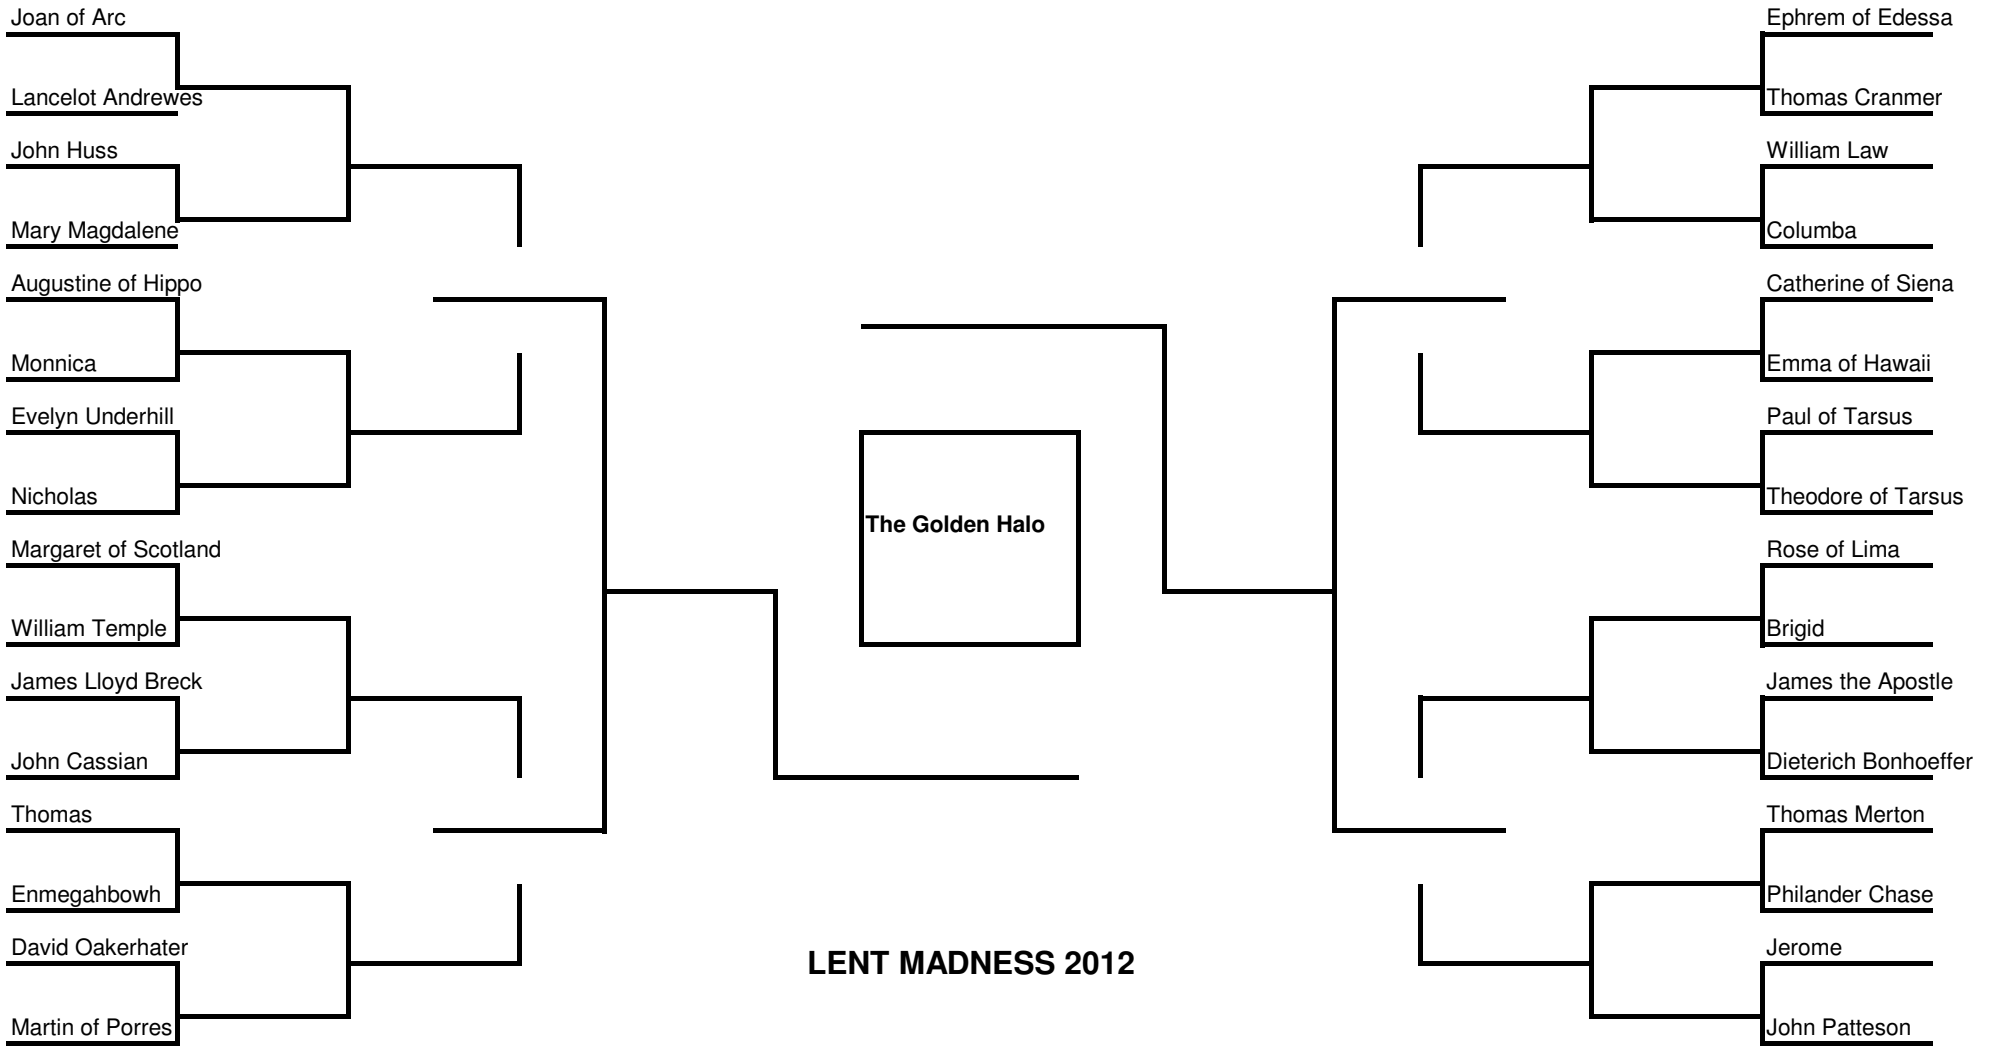 Joan of Arc
Lancelot Andrewes
John Huss
Mary Magdalene
Augustine of Hippo
Monnica
Evelyn Underhill
Nicholas
Margaret of Scotland
William Temple
James Lloyd Breck
John Cassian
Thomas
Enmegahbowh
David Oakerhater
Martin of Porres
The Golden Halo
LENT MADNESS 2012
Ephrem of Edessa
Thomas Cranmer
William Law
Columba
Catherine of Siena
Emma of Hawaii
Paul of Tarsus
Theodore of Tarsus
Rose of Lima
Brigid
James the Apostle
Dieterich Bonhoeffer
Thomas Merton
Philander Chase
Jerome
John Patteson